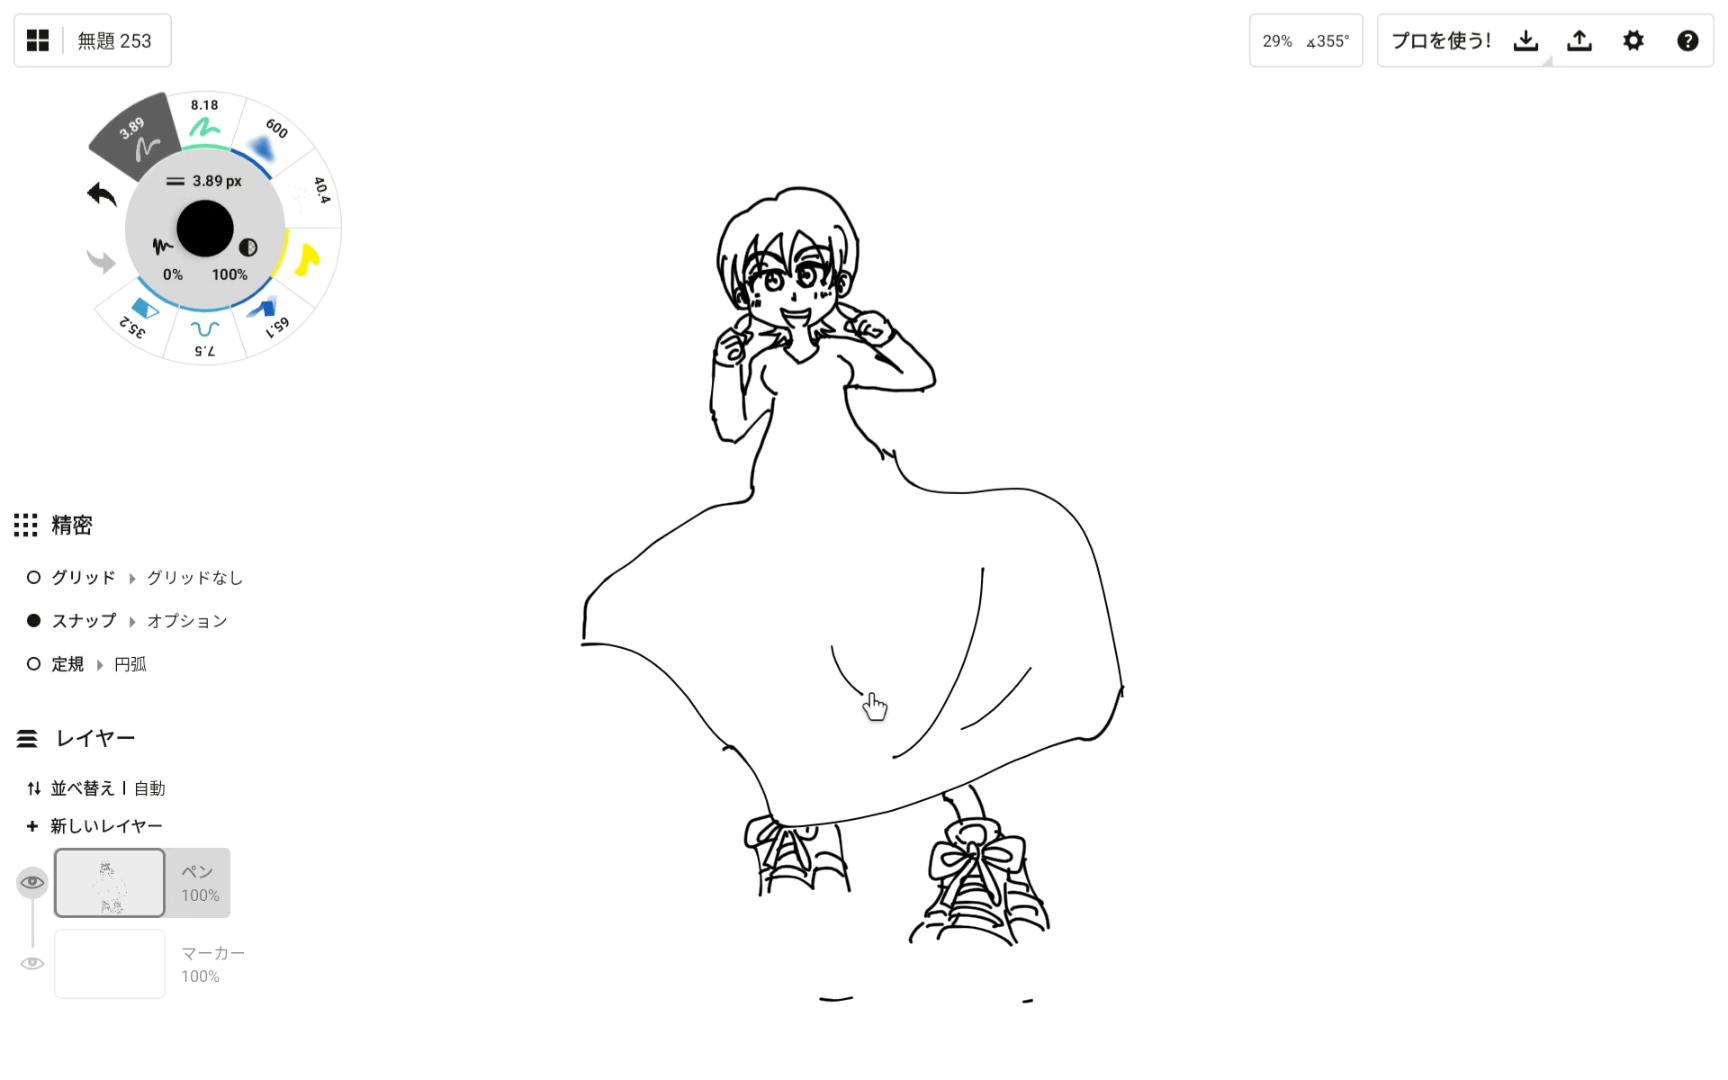 無題 253
29% ∡355°
プロを使う!
3.89
8.18
600
40.4
65.1
7.5
35.2
3.89 px
0% 100%
精密
グリッド グリッドなし
スナップ オプション
定規 円弧
レイヤー
並べ替え | 自動
新しいレイヤー
ペン
100%
マーカー
100%